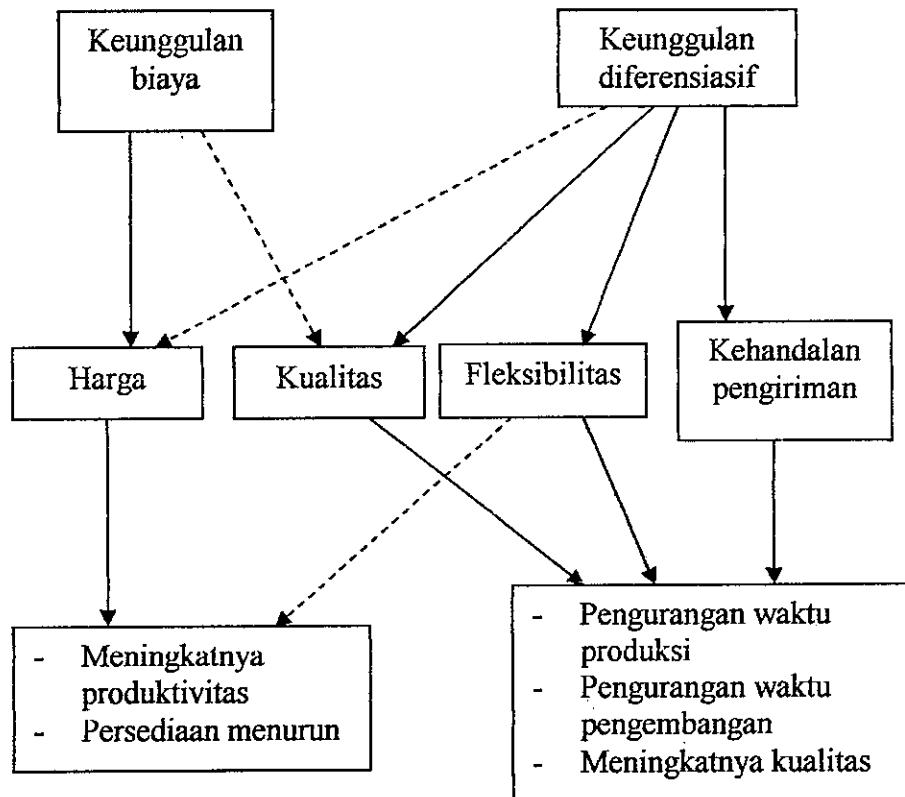 Keunggulan
biaya
Keunggulan
diferensiasif
Harga
Kualitas
Fleksibilitas
Kehandalan
pengiriman
- Meningkatnya
produktivitas
- Persediaan menurun
- Pengurangan waktu
produksi
- Pengurangan waktu
pengembangan
- Meningkatnya kualitas